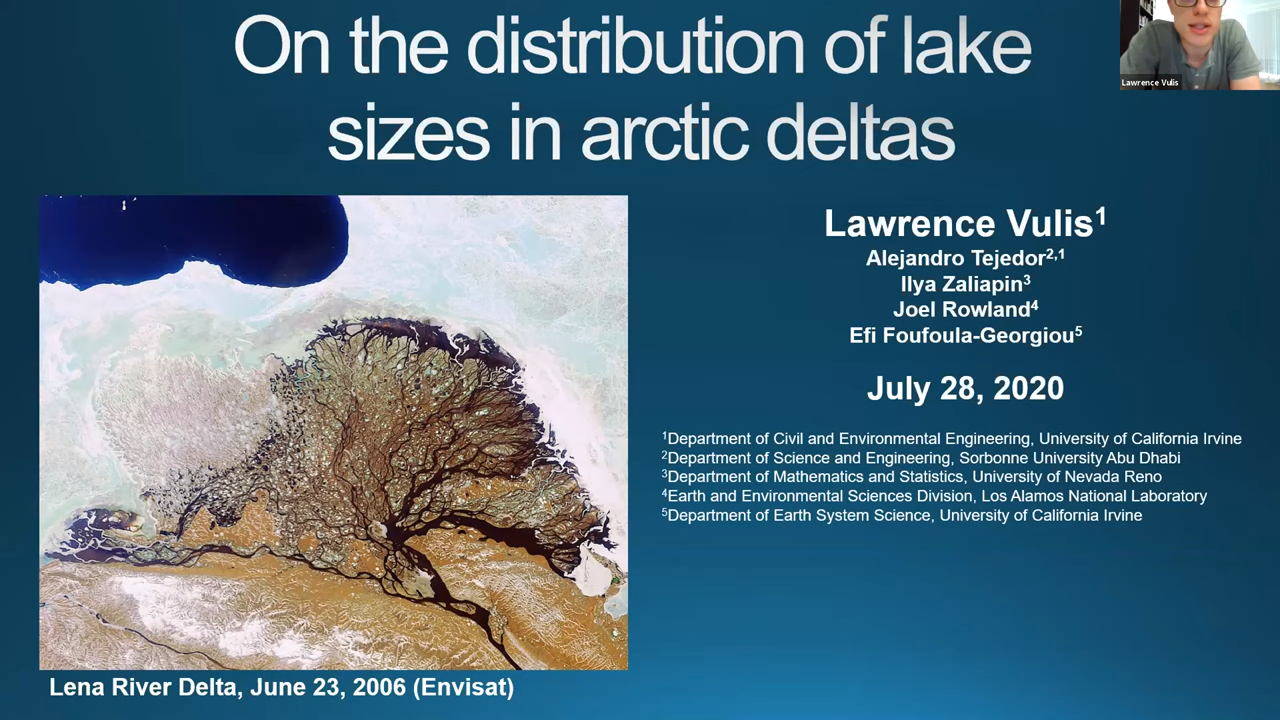 On the distribution of lake
sizes in arctic deltas
Lawrence Vulis
Lawrence Vulis¹
Alejandro Tejedor²,¹
Ilya Zaliapin³
Joel Rowland⁴
Efi Foufoula-Georgiou⁵
July 28, 2020
¹Department of Civil and Environmental Engineering, University of California Irvine
²Department of Science and Engineering, Sorbonne University Abu Dhabi
³Department of Mathematics and Statistics, University of Nevada Reno
⁴Earth and Environmental Sciences Division, Los Alamos National Laboratory
⁵Department of Earth System Science, University of California Irvine
Lena River Delta, June 23, 2006 (Envisat)